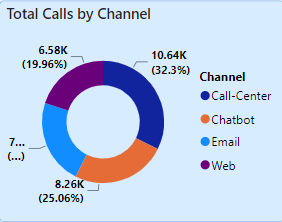 Total Calls by Channel
6.58K
(19.96%)
10.64K
(32.3%)
Channel
Call-Center
Chatbot
Email
Web
7...
(...)
8.26K
(25.06%)